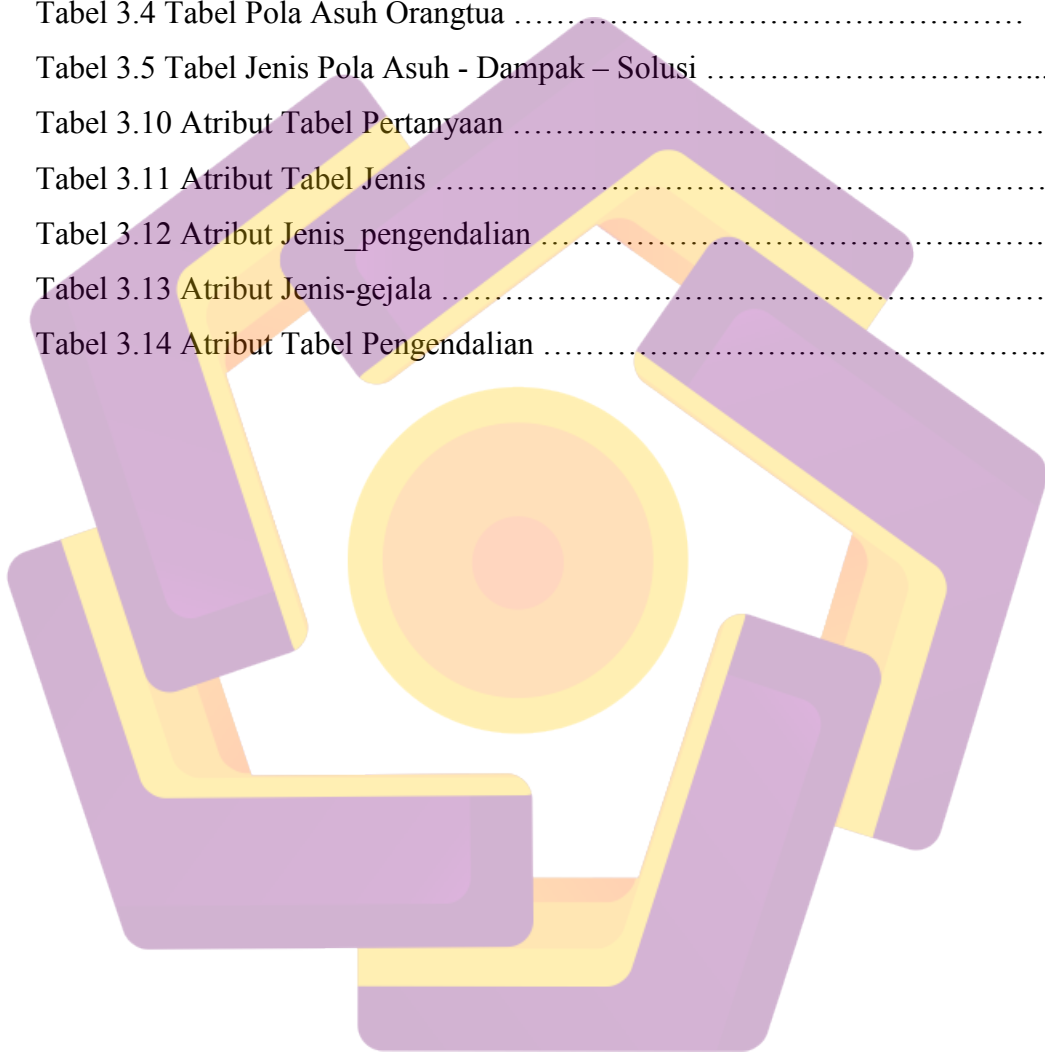 Tabel 3.4 Tabel Pola Asuh Orangtua ……………………………………………
Tabel 3.5 Tabel Jenis Pola Asuh - Dampak – Solusi …………………………...
Tabel 3.10 Atribut Tabel Pertanyaan ……………………………………………
Tabel 3.11 Atribut Tabel Jenis …………...………………………………………
Tabel 3.12 Atribut Jenis_pengendalian …………………………………….…….
Tabel 3.13 Atribut Jenis-gejala …………………………………………………
Tabel 3.14 Atribut Tabel Pengendalian …………………………………………..